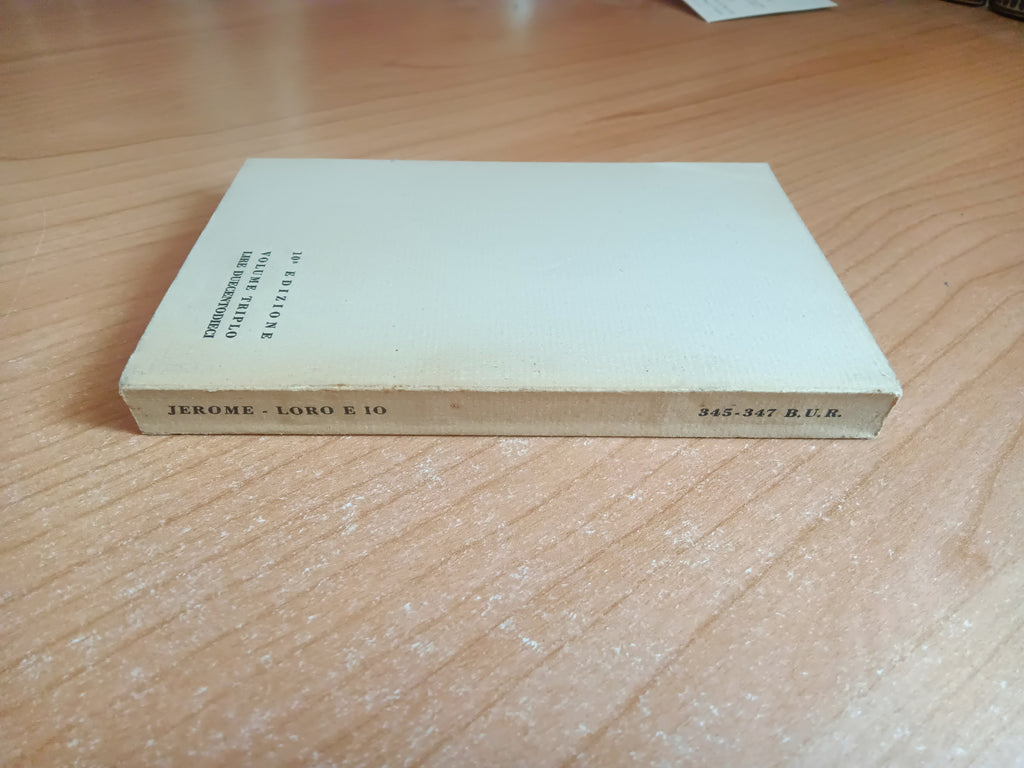 10ª EDIZIONE
VOLUME TRIPLO
LIRE DUECENTODIECI
JEROME - LORO E IO
345-347 B.U.R.